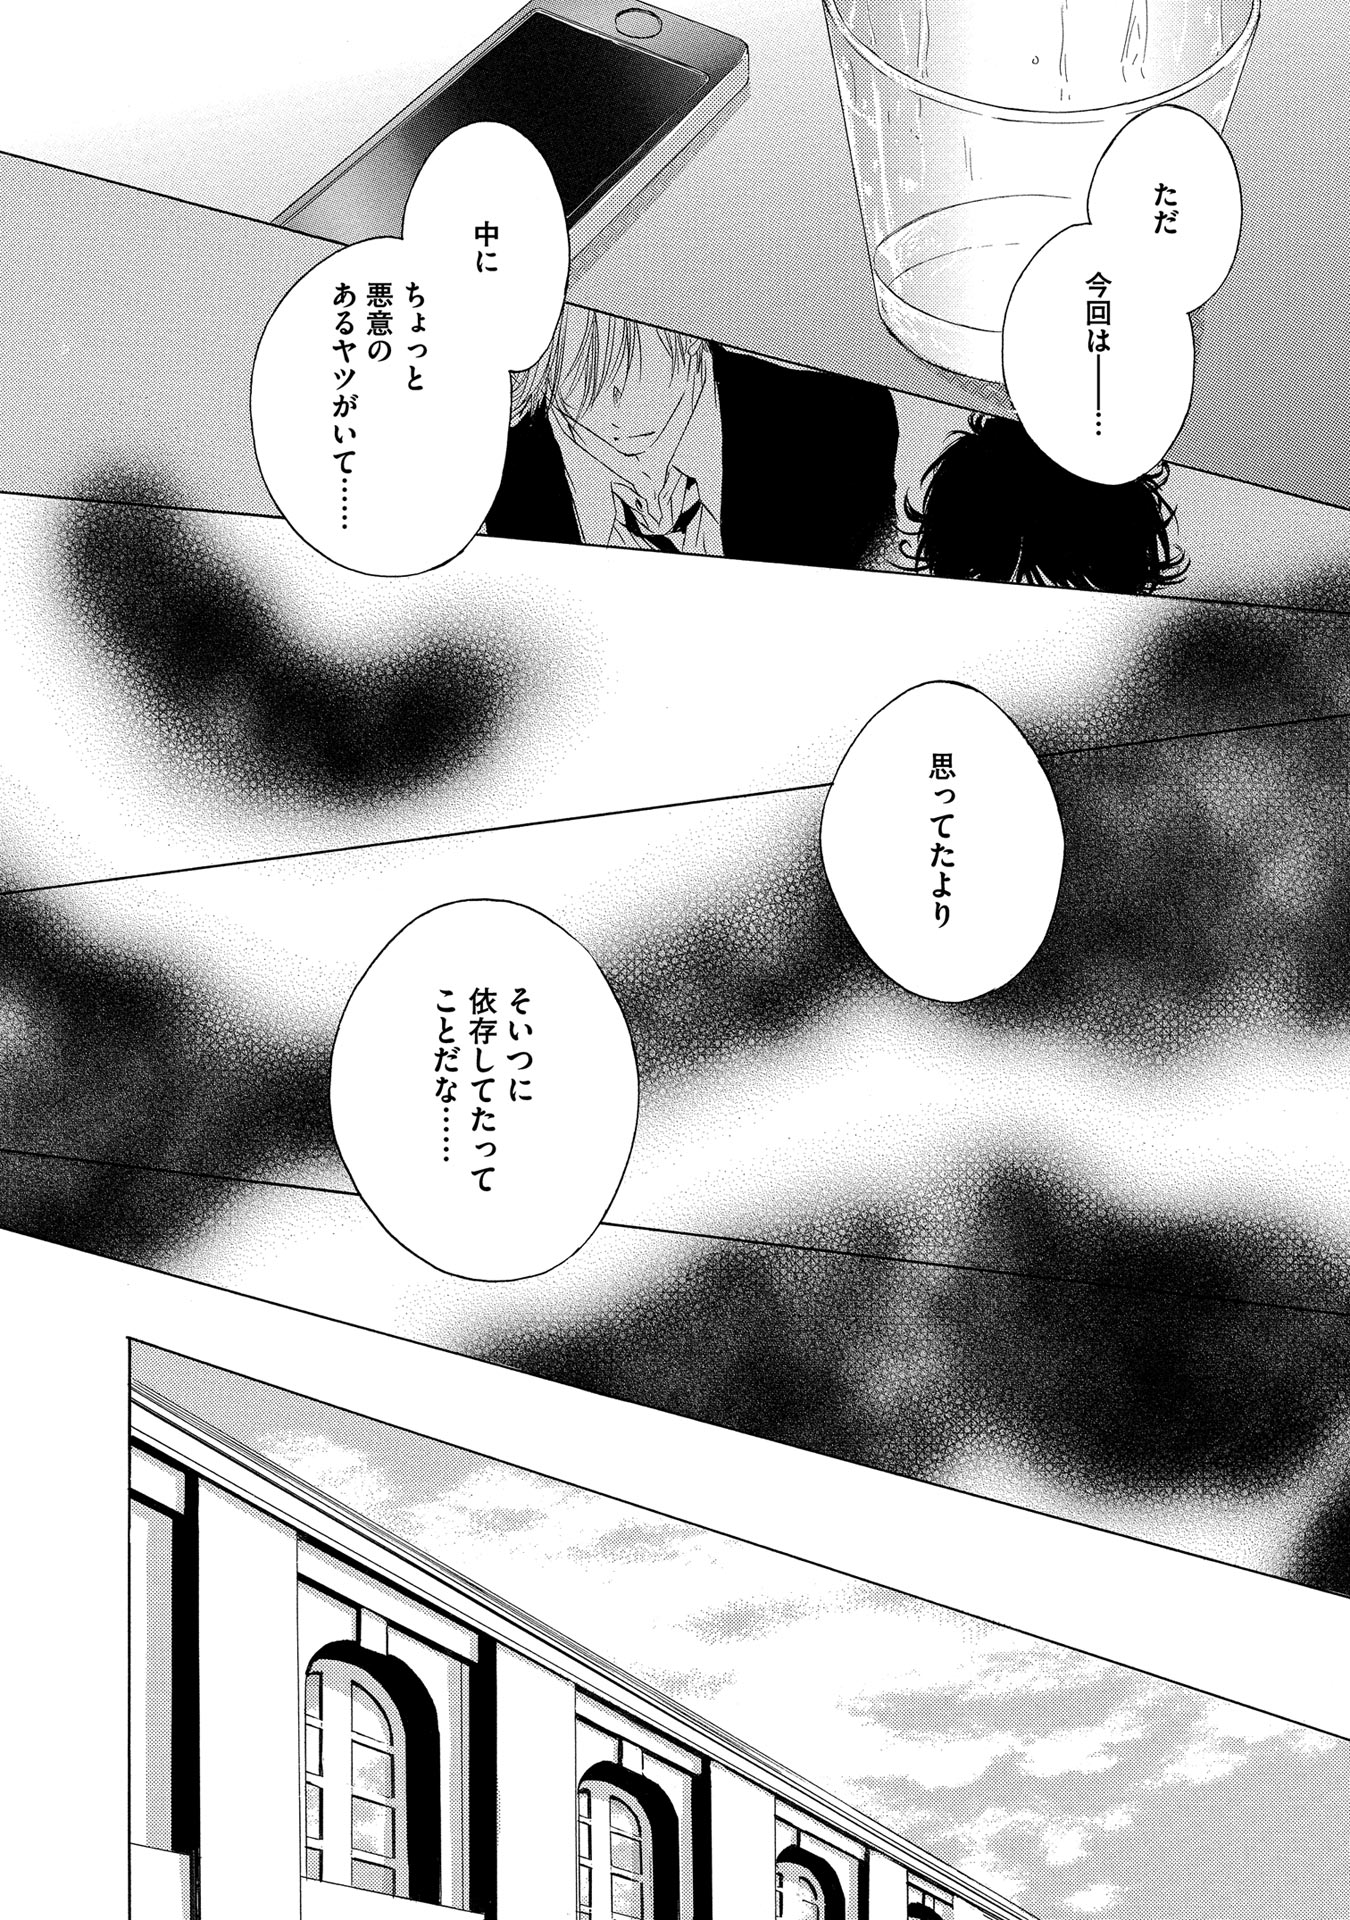 ただ
今回は――…
中に
ちょっと
悪意の
あるヤツがいて……
思ってたより
そいつに
依存してたって
ことだな……